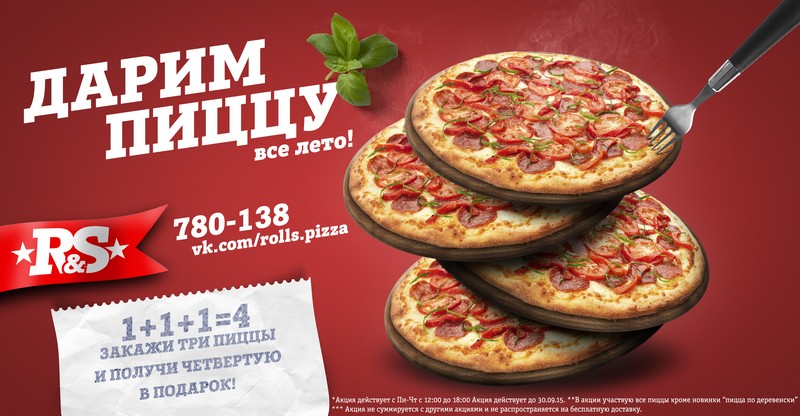 ДАРИМ
ПИЦЦУ
все лето!
780-138
vk.com/rolls.pizza
R&S
1+1+1=4
ЗАКАЖИ ТРИ ПИЦЦЫ
И ПОЛУЧИ ЧЕТВЕРТУЮ
В ПОДАРОК!
*Акция действует с Пн-Чт с 12:00 до 18:00 Акция действует до 30.09.15. **В акции участвую все пиццы кроме новинки "пицца по деревенски"
*** Акция не суммируется с другими акциями и не распространяется на бесплатную доставку.